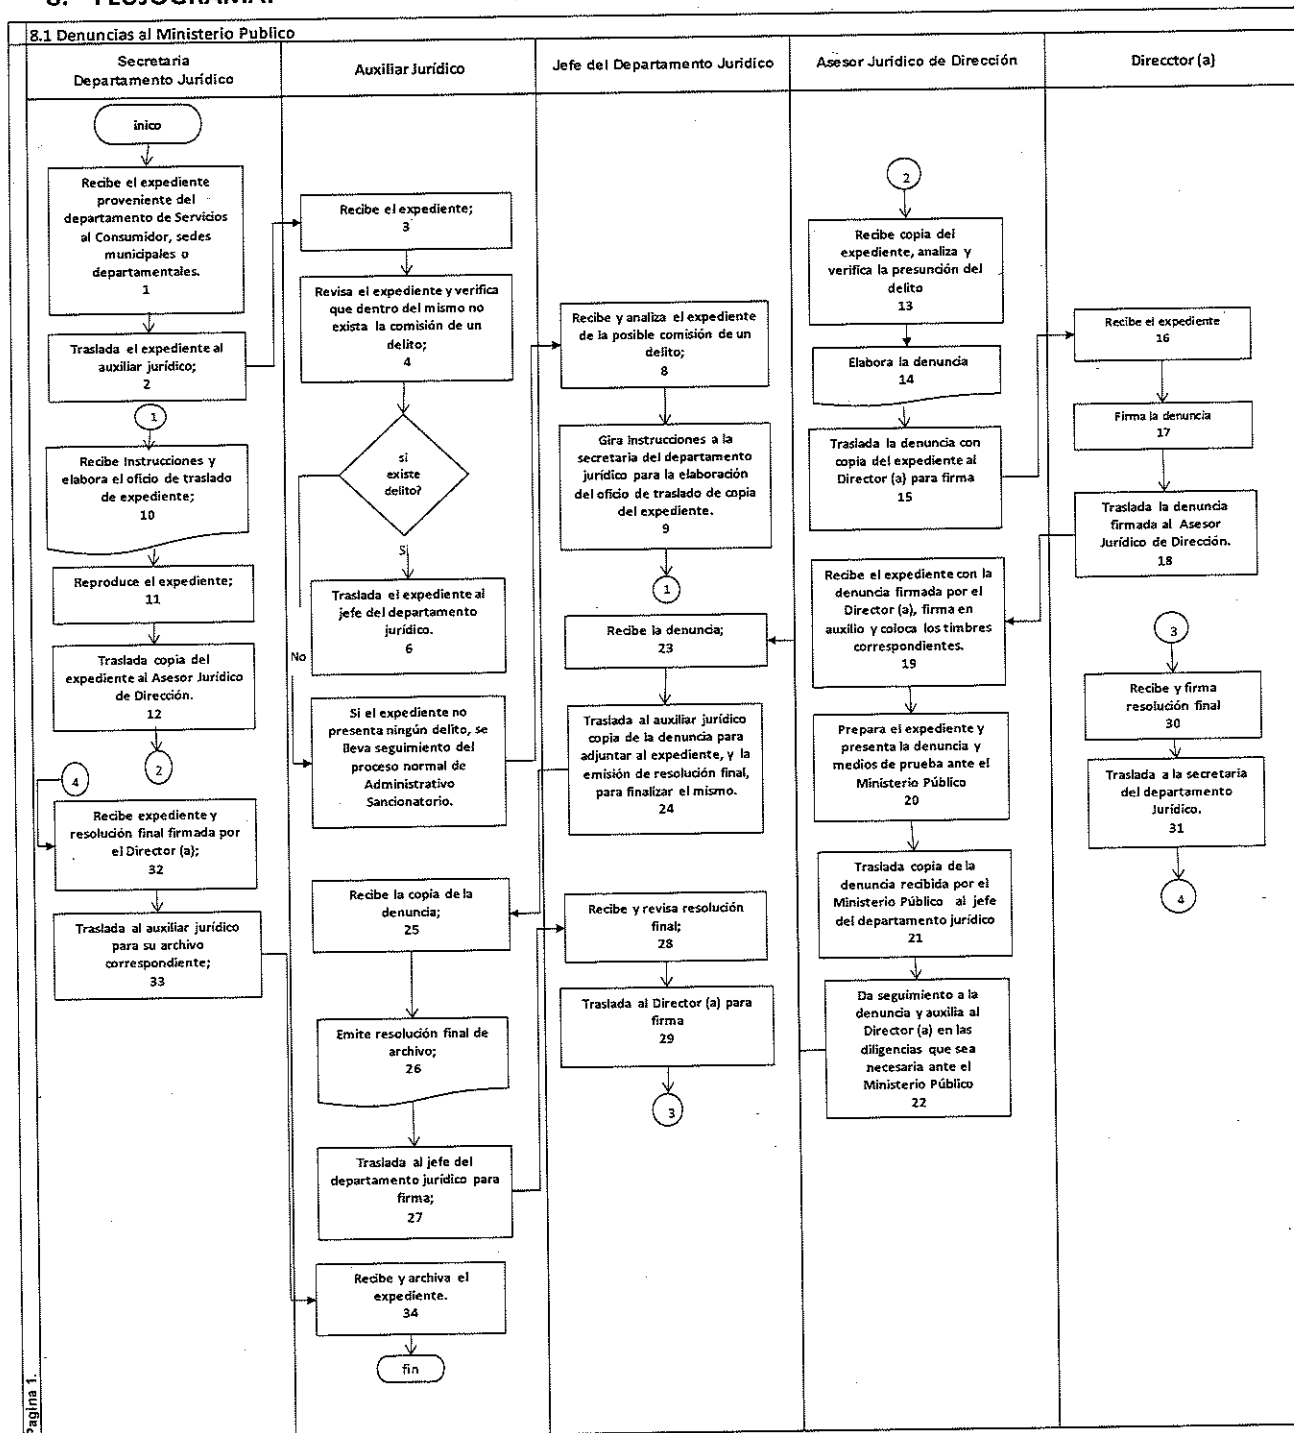 8. FLUJOGRAMA:
8.1 Denuncias al Ministerio Publico
Secretaria
Departamento Jurídico
Auxiliar Jurídico
Jefe del Departamento Juridico
Asesor Jurídico de Dirección
Direcctor (a)
inico
Recibe el expediente
proveniente del
departamento de Servicios
al Consumidor, sedes
municipales o
departamentales.
1
Traslada el expediente al
auxiliar jurídico;
2
1
Recibe Instrucciones y
elabora el oficio de traslado
de expediente;
10
Reproduce el expediente;
11
Traslada copia del
expediente al Asesor Jurídico
de Dirección.
12
2
4
Recibe expediente y
resolución final firmada por
el Director (a);
32
Traslada al auxiliar jurídico
para su archivo
correspondiente;
33
Recibe el expediente;
3
Revisa el expediente y verifica
que dentro del mismo no
exista la comisión de un
delito;
4
si
existe
delito?
S
No
Traslada el expediente al
jefe del departamento
jurídico.
6
Si el expediente no
presenta ningún delito, se
lleva seguimiento del
proceso normal de
Administrativo
Sancionatorio.
Recibe la copia de la
denuncia;
25
Emite resolución final de
archivo;
26
Traslada al jefe del
departamento jurídico para
firma;
27
Recibe y archiva el
expediente.
34
fin
Recibe y analiza el expediente
de la posible comisión de un
delito;
8
Gira instrucciones a la
secretaria del departamento
jurídico para la elaboración
del oficio de traslado de copia
del expediente.
9
1
Recibe la denuncia;
23
Traslada al auxiliar jurídico
copia de la denuncia para
adjuntar al expediente, y la
emisión de resolución final,
para finalizar el mismo.
24
Recibe y revisa resolución
final;
28
Traslada al Director (a) para
firma
29
3
2
Recibe copia del
expediente, analiza y
verifica la presunción del
delito
13
Elabora la denuncia
14
Traslada la denuncia con
copia del expediente al
Director (a) para firma
15
Recibe el expediente con la
denuncia firmada por el
Director (a), firma en
auxilio y coloca los timbres
correspondientes.
19
Prepara el expediente y
presenta la denuncia y
medios de prueba ante el
Ministerio Público
20
Traslada copia de la
denuncia recibida por el
Ministerio Público al jefe
del departamento jurídico
21
Da seguimiento a la
denuncia y auxilia al
Director (a) en las
diligencias que sea
necesaria ante el
Ministerio Público
22
Recibe el expediente
16
Firma la denuncia
17
Traslada la denuncia
firmada al Asesor
Jurídico de Dirección.
18
3
Recibe y firma
resolución final
30
Traslada a la secretaria
del departamento
Jurídico.
31
4
Pagina 1.